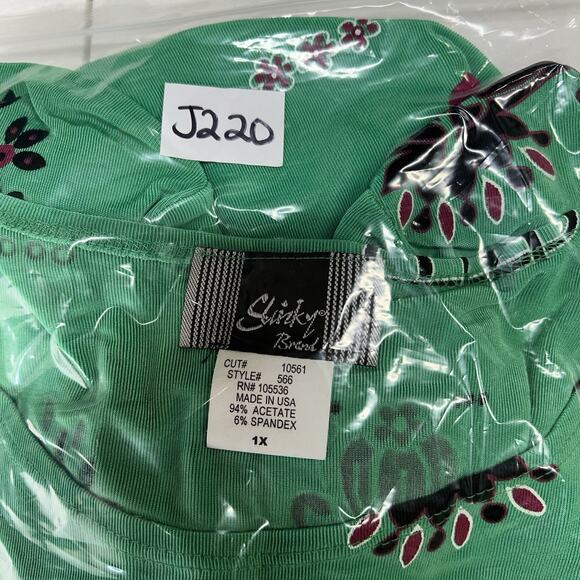 J220
Slinky®
Brand
CUT# 10561
STYLE# 566
RN# 105536
MADE IN USA
94% ACETATE
6% SPANDEX
1X